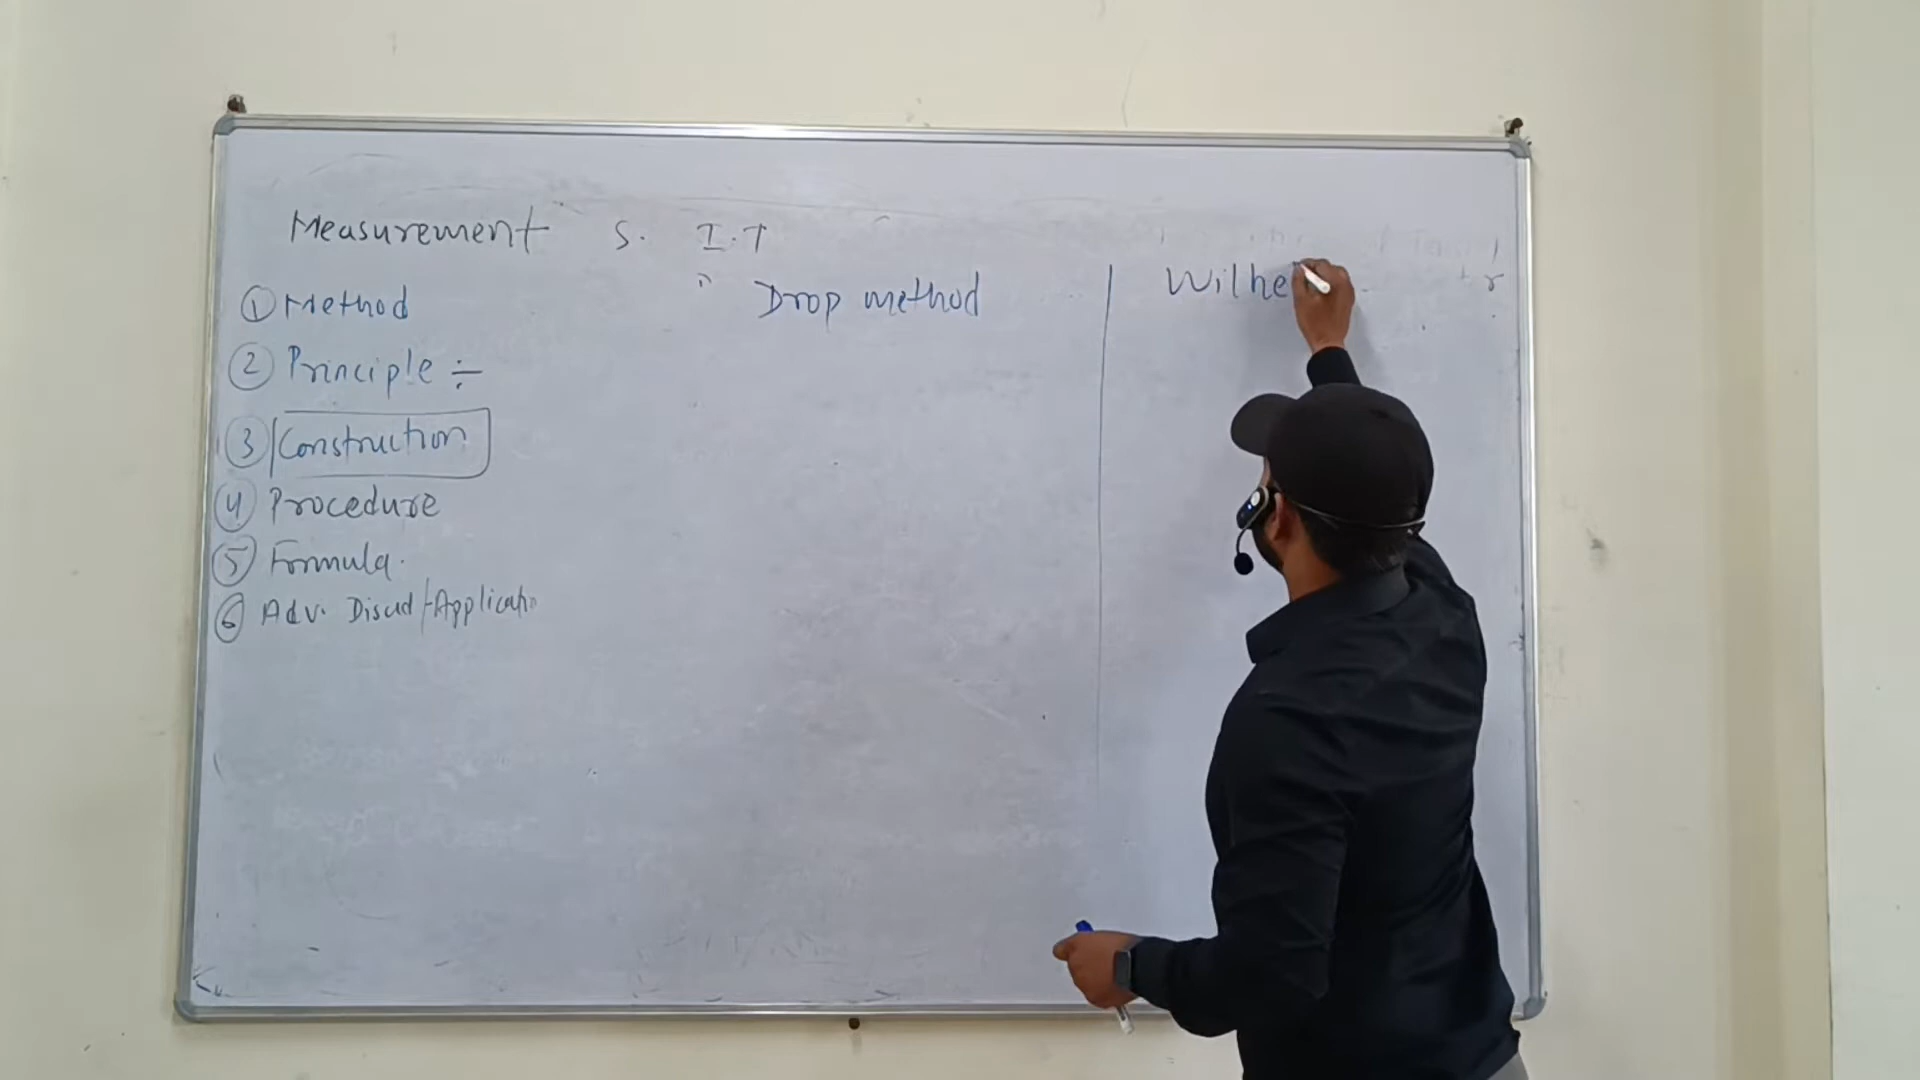 Measurement S. I.T
① Method
② Principle ÷
③ Construction
④ Procedure
⑤ Formula.
⑥ Adv. Disad /Applicatio
" Drop method
Wilhe